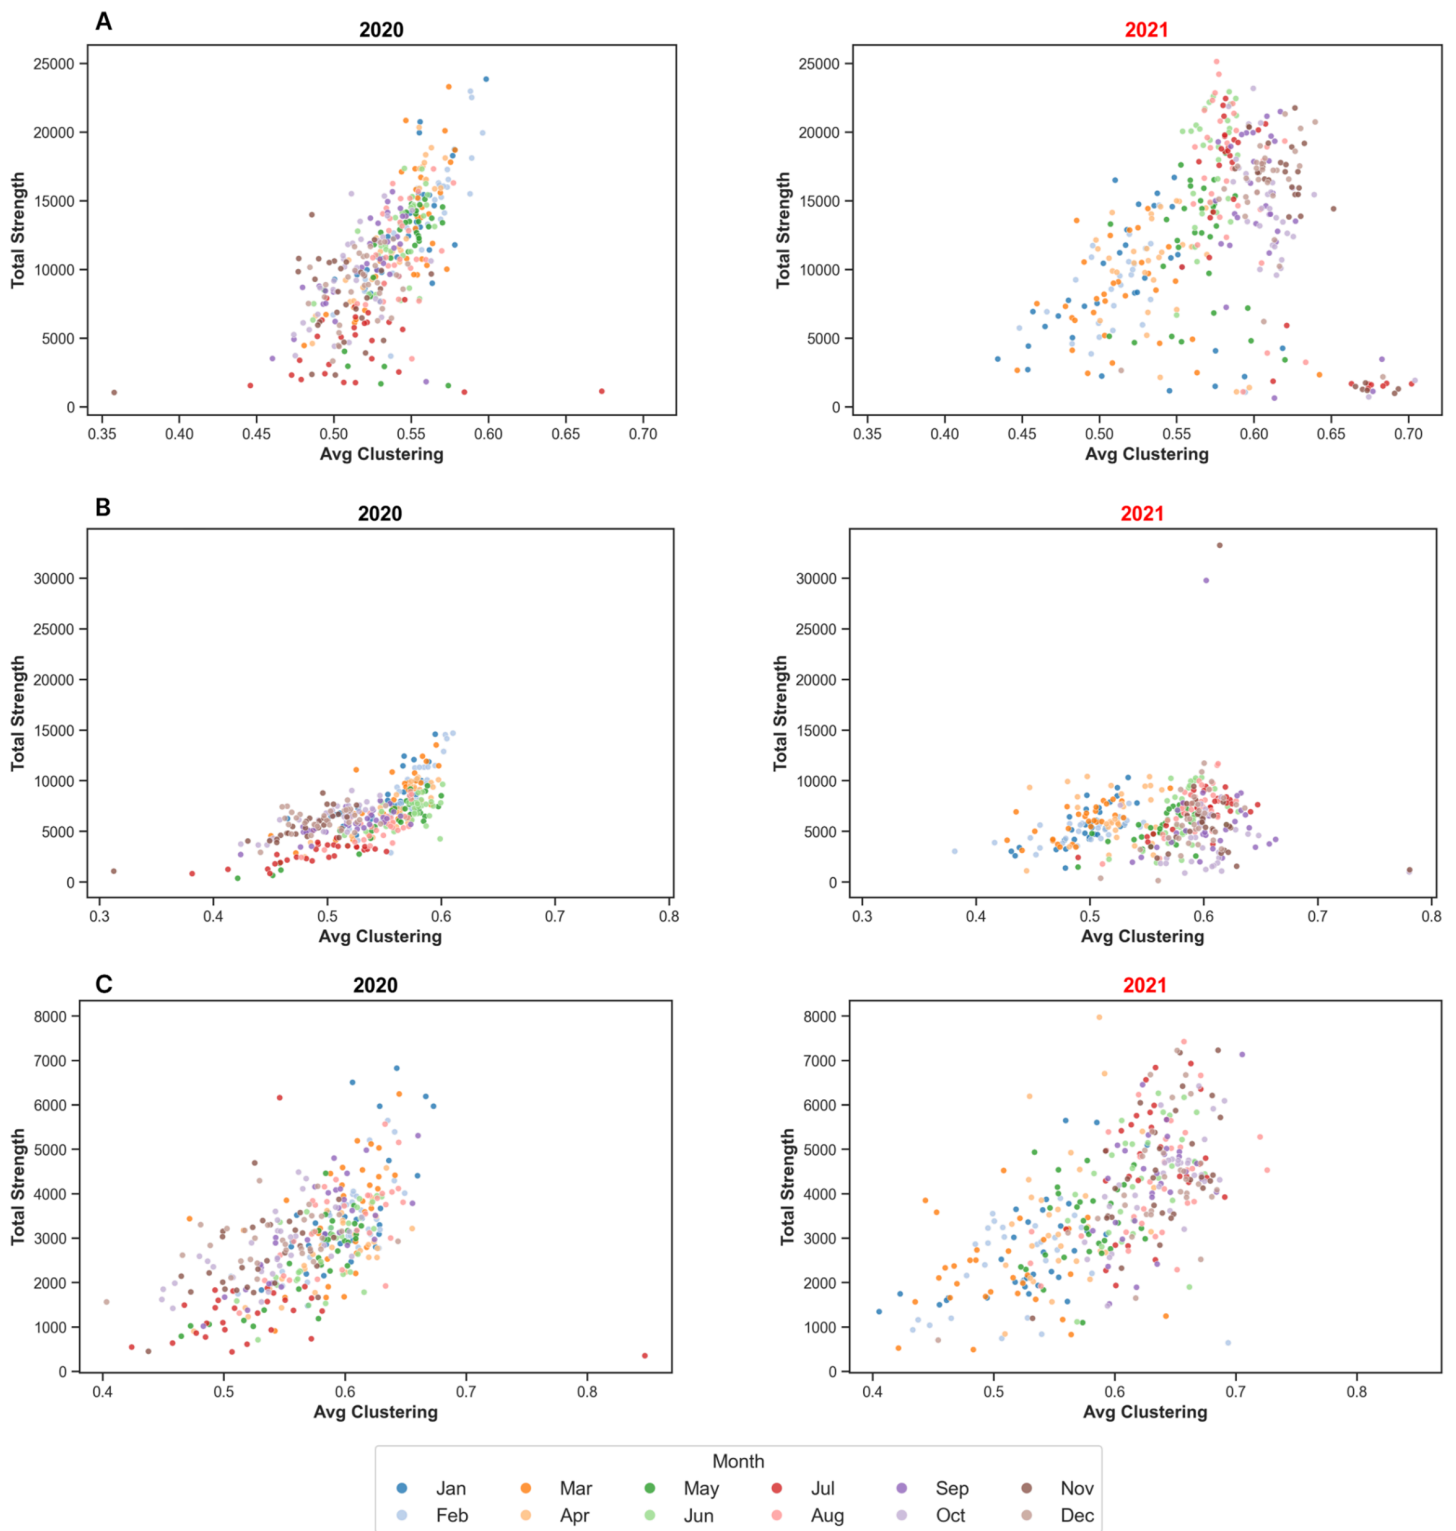 A
2020
2021
25000
20000
15000
10000
5000
0
Total Strength
0.35 0.40 0.45 0.50 0.55 0.60 0.65 0.70
Avg Clustering
25000
20000
15000
10000
5000
0
Total Strength
0.35 0.40 0.45 0.50 0.55 0.60 0.65 0.70
Avg Clustering
B
2020
2021
30000
25000
20000
15000
10000
5000
0
Total Strength
0.3 0.4 0.5 0.6 0.7 0.8
Avg Clustering
30000
25000
20000
15000
10000
5000
0
Total Strength
0.3 0.4 0.5 0.6 0.7 0.8
Avg Clustering
C
2020
2021
8000
7000
6000
5000
4000
3000
2000
1000
0
Total Strength
0.4 0.5 0.6 0.7 0.8
Avg Clustering
8000
7000
6000
5000
4000
3000
2000
1000
0
Total Strength
0.4 0.5 0.6 0.7 0.8
Avg Clustering
Month
Jan Mar May Jul Sep Nov
Feb Apr Jun Aug Oct Dec